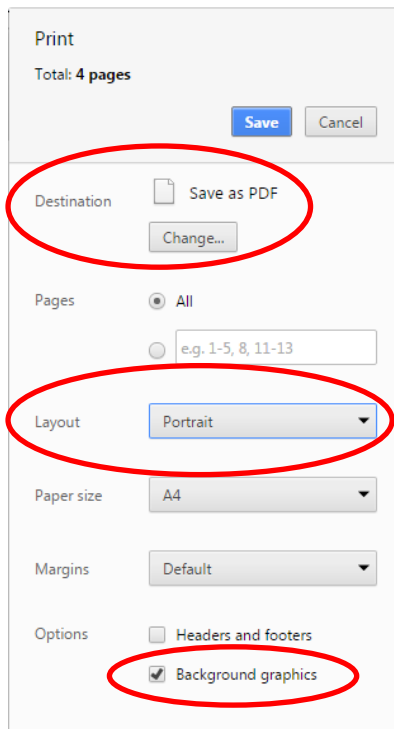 Print
Total: 4 pages
Save Cancel
Destination Save as PDF
Change...
Pages All
e.g. 1-5, 8, 11-13
Layout Portrait
Paper size A4
Margins Default
Options Headers and footers
Background graphics